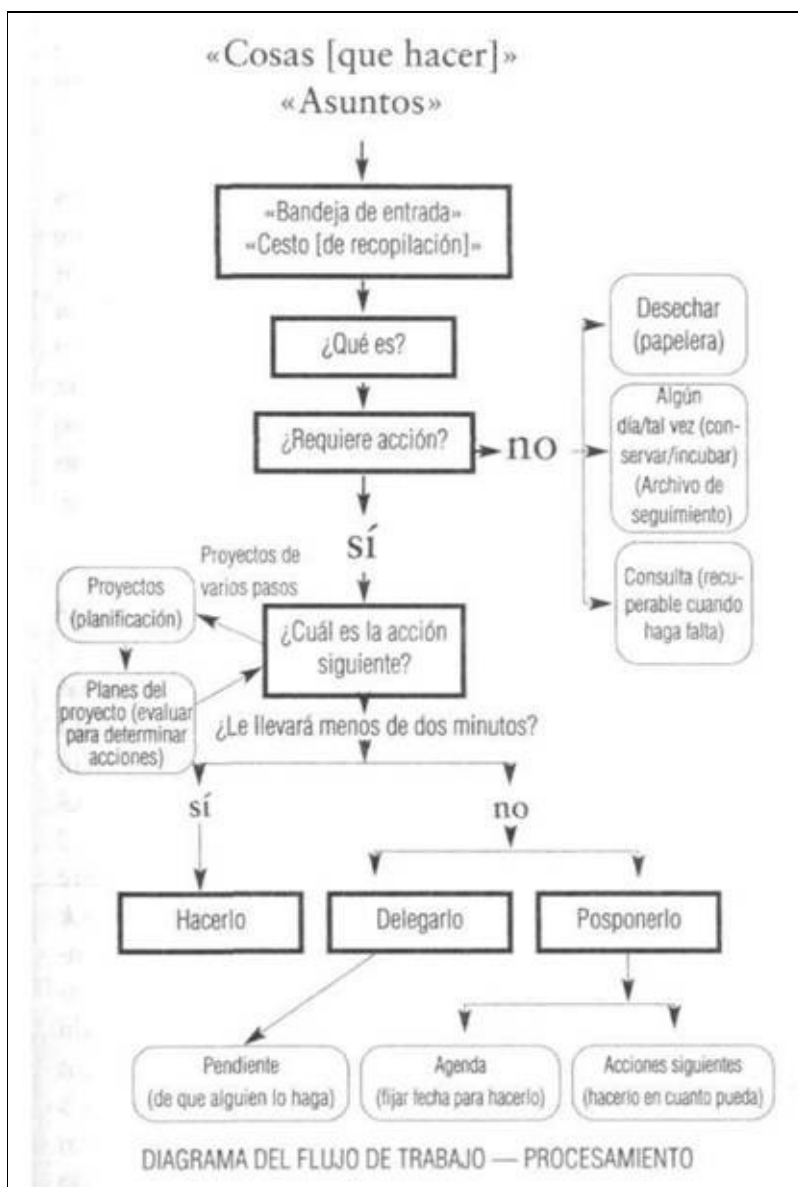 «Cosas [que hacer]»
«Asuntos»
«Bandeja de entrada»
«Cesto [de recopilación]»
¿Qué es?
¿Requiere acción?
no
Desechar
(papelera)
Algún
día/tal vez (con-
servar/incubar)
(Archivo de
seguimiento)
Consulta (recu-
perable cuando
haga falta)
sí
Proyectos de
varios pasos
Proyectos
(planificación)
¿Cuál es la acción
siguiente?
Planes del
proyecto (evaluar
para determinar
acciones)
¿Le llevará menos de dos minutos?
sí
no
Hacerlo
Delegarlo
Posponerlo
Pendiente
(de que alguien lo haga)
Agenda
(fijar fecha para hacerlo)
Acciones siguientes
(hacerlo en cuanto pueda)
DIAGRAMA DEL FLUJO DE TRABAJO — PROCESAMIENTO